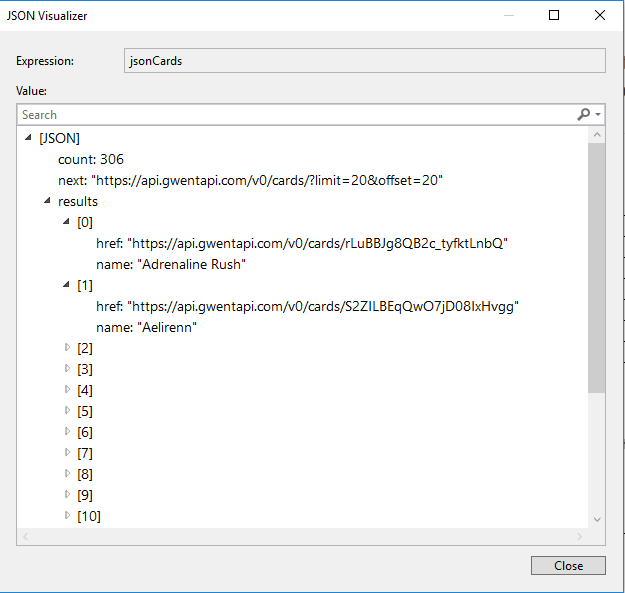 JSON Visualizer
Expression:
jsonCards
Value:
Search
[JSON]
count: 306
next: "https://api.gwentapi.com/v0/cards/?limit=20&offset=20"
results
[0]
href: "https://api.gwentapi.com/v0/cards/rLuBBJg8QB2c_tyfktLnbQ"
name: "Adrenaline Rush"
[1]
href: "https://api.gwentapi.com/v0/cards/S2ZILBEqQwO7jD08IxHvgg"
name: "Aelirenn"
[2]
[3]
[4]
[5]
[6]
[7]
[8]
[9]
[10]
Close